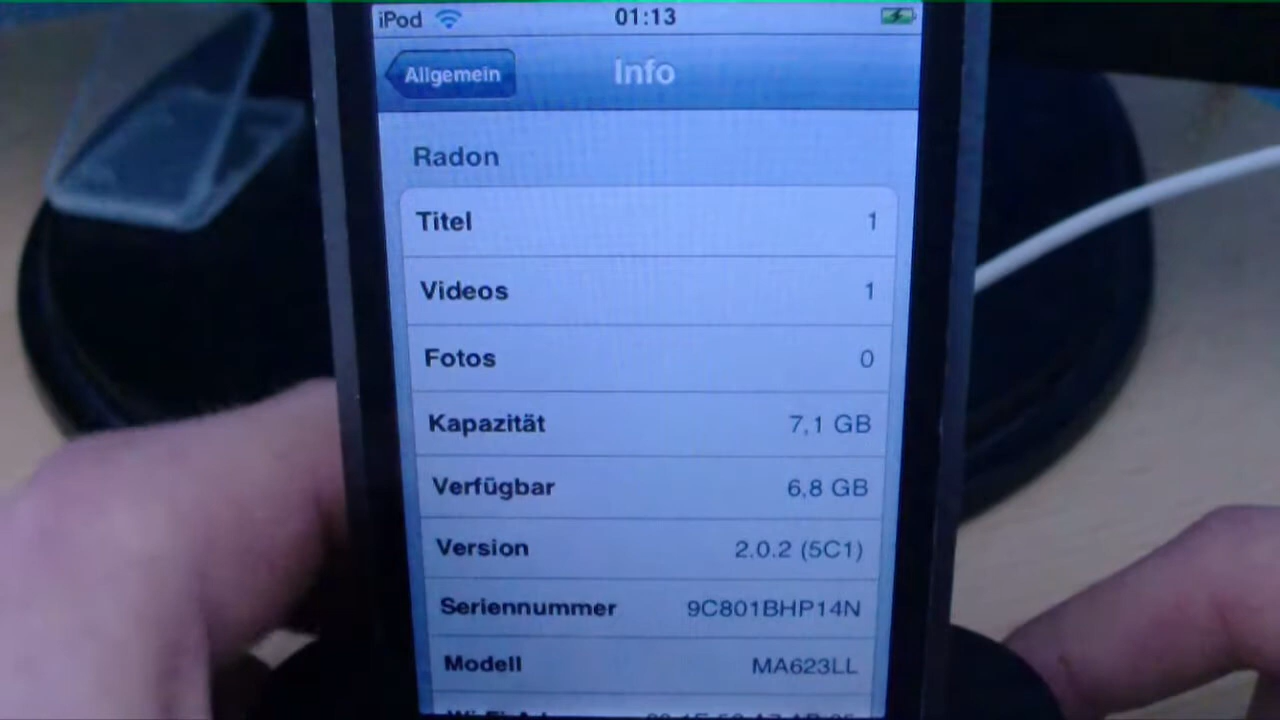 iPod 01:13
Allgemein Info
Radon
Titel 1
Videos 1
Fotos 0
Kapazität 7,1 GB
Verfügbar 6,8 GB
Version 2.0.2 (5C1)
Seriennummer 9C801BHP14N
Modell MA623LL